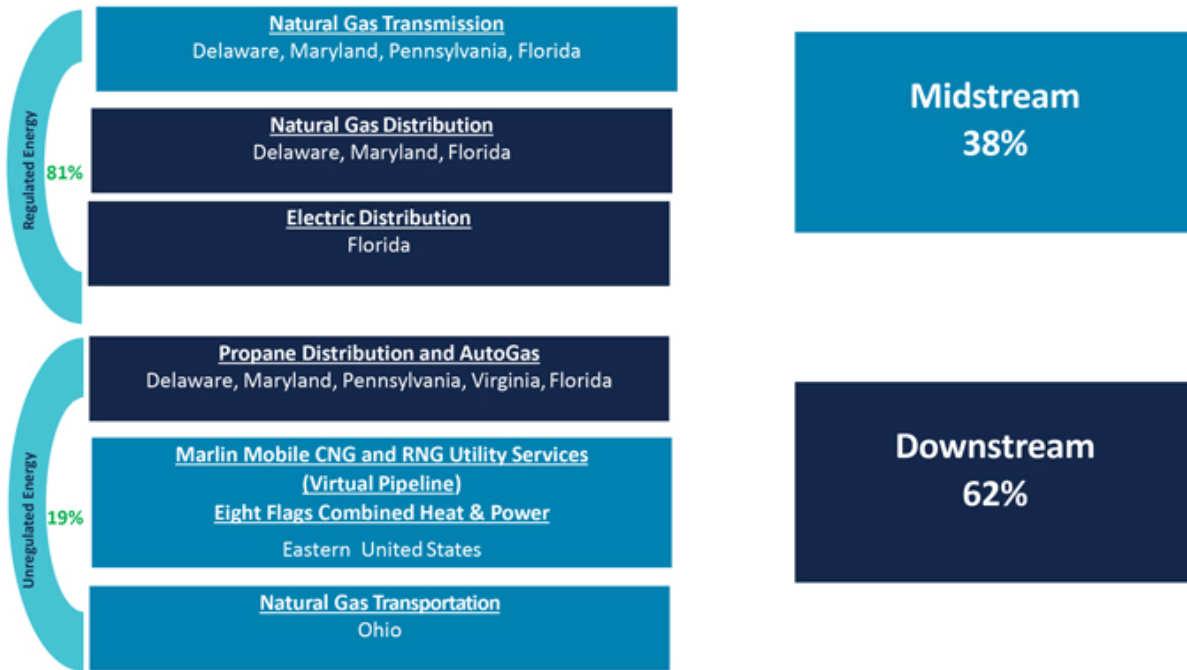 Regulated Energy
81%
Natural Gas Transmission
Delaware, Maryland, Pennsylvania, Florida
Natural Gas Distribution
Delaware, Maryland, Florida
Electric Distribution
Florida
Unregulated Energy
19%
Propane Distribution and AutoGas
Delaware, Maryland, Pennsylvania, Virginia, Florida
Marlin Mobile CNG and RNG Utility Services
(Virtual Pipeline)
Eight Flags Combined Heat & Power
Eastern United States
Natural Gas Transportation
Ohio
Midstream
38%
Downstream
62%